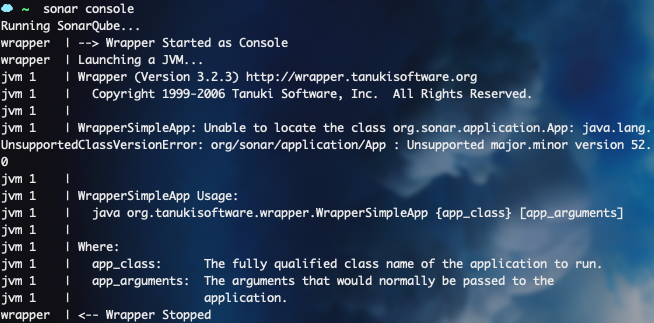 ~ sonar console
Running SonarQube...
wrapper  | --> Wrapper Started as Console
wrapper  | Launching a JVM...
jvm 1    | Wrapper (Version 3.2.3) http://wrapper.tanukisoftware.org
jvm 1    |   Copyright 1999-2006 Tanuki Software, Inc.  All Rights Reserved.
jvm 1    |
jvm 1    | WrapperSimpleApp: Unable to locate the class org.sonar.application.App: java.lang.
UnsupportedClassVersionError: org/sonar/application/App : Unsupported major.minor version 52.
0
jvm 1    |
jvm 1    | WrapperSimpleApp Usage:
jvm 1    |   java org.tanukisoftware.wrapper.WrapperSimpleApp {app_class} [app_arguments]
jvm 1    |
jvm 1    | Where:
jvm 1    |   app_class:      The fully qualified class name of the application to run.
jvm 1    |   app_arguments:  The arguments that would normally be passed to the
jvm 1    |                   application.
wrapper  | <-- Wrapper Stopped